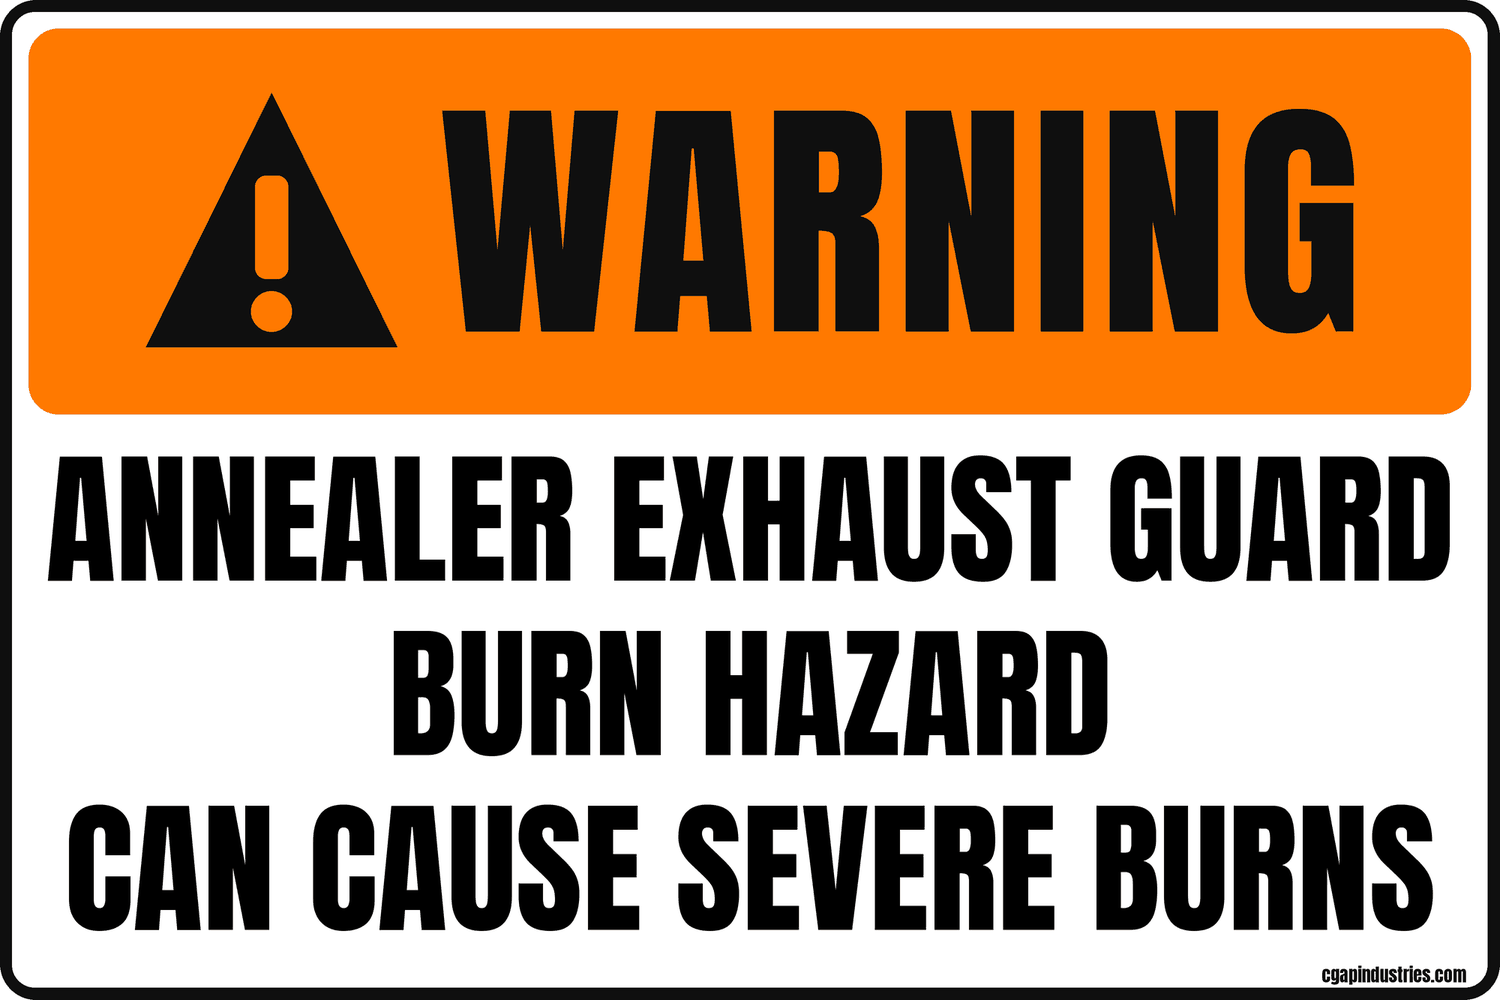 WARNING
ANNEALER EXHAUST GUARD
BURN HAZARD
CAN CAUSE SEVERE BURNS
cgapindustries.com